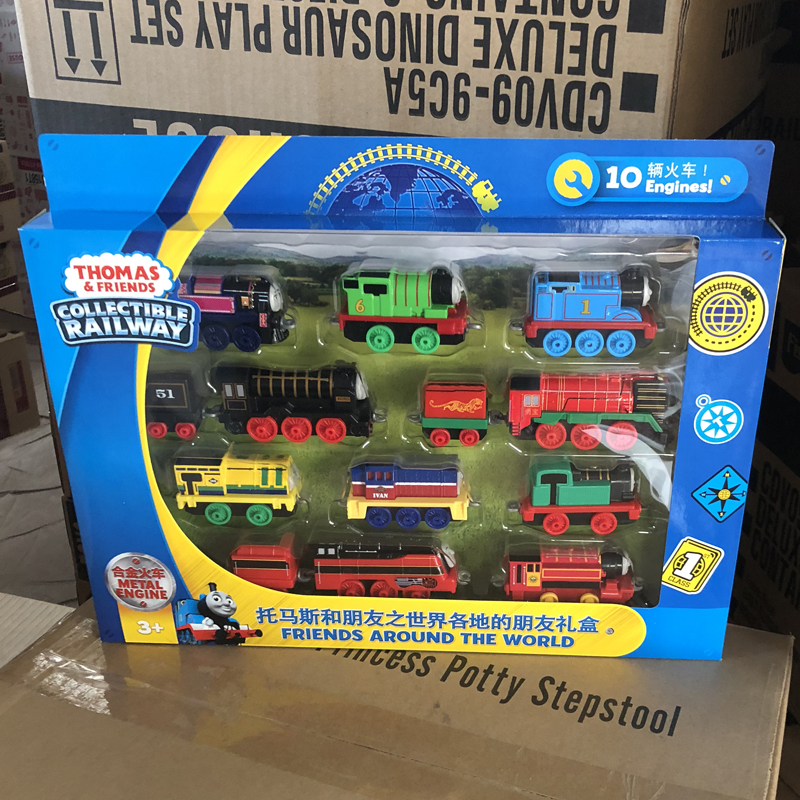 CONTAINS
DELUXE DINOSAUR PLAY SET
CDV09-9C5A
10 辆火车!
Engines!
THOMAS
& FRIENDS
COLLECTIBLE
RAILWAY
6
1
51
IVAN
11
合金火车
METAL
ENGINE
3+
1
CLASS
托马斯和朋友之世界各地的朋友礼盒
FRIENDS AROUND THE WORLD
Princess Potty Stepstool